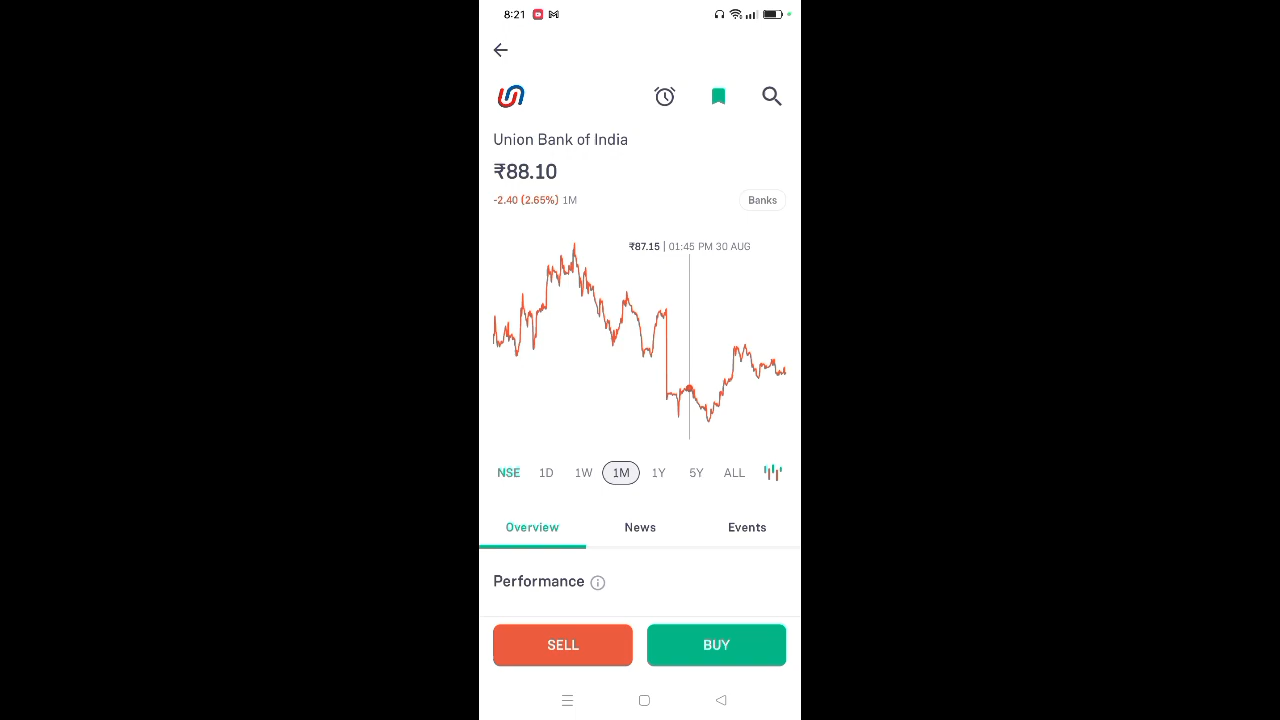 8:21
Union Bank of India
₹88.10
-2.40 (2.65%) 1M
Banks
₹87.15 | 01:45 PM 30 AUG
NSE 1D 1W 1M 1Y 5Y ALL
Overview News Events
Performance
SELL BUY